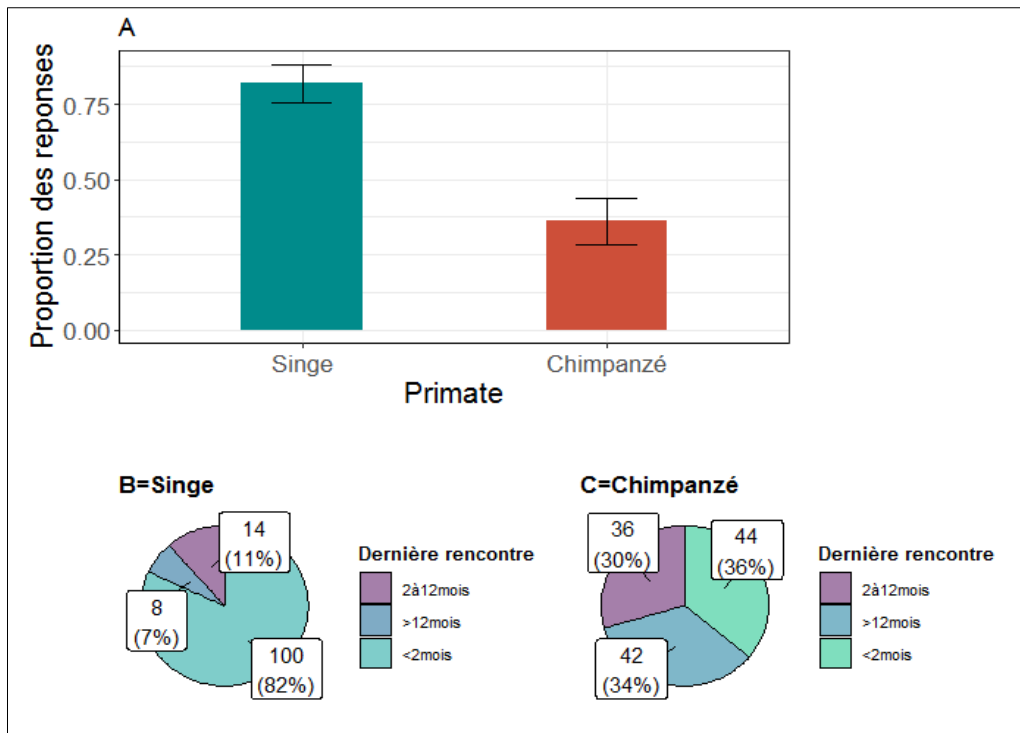 A
Proportion des reponses
0.75
0.50
0.25
0.00
Singe
Chimpanzé
Primate
B=Singe
14
(11%)
8
(7%)
100
(82%)
Dernière rencontre
2à12mois
>12mois
<2mois
C=Chimpanzé
36
(30%)
44
(36%)
42
(34%)
Dernière rencontre
2à12mois
>12mois
<2mois